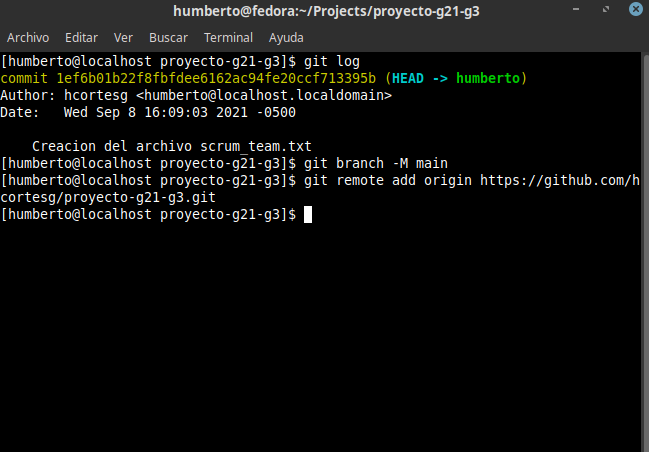 humberto@fedora:~/Projects/proyecto-g21-g3
Archivo Editar Ver Buscar Terminal Ayuda
[humberto@localhost proyecto-g21-g3]$ git log
commit 1ef6b01b22f8fbfdee6162ac94fe20ccf713395b (HEAD -> humberto)
Author: hcortesg <humberto@localhost.localdomain>
Date:   Wed Sep 8 16:09:03 2021 -0500
    Creacion del archivo scrum_team.txt
[humberto@localhost proyecto-g21-g3]$ git branch -M main
[humberto@localhost proyecto-g21-g3]$ git remote add origin https://github.com/h
cortesg/proyecto-g21-g3.git
[humberto@localhost proyecto-g21-g3]$